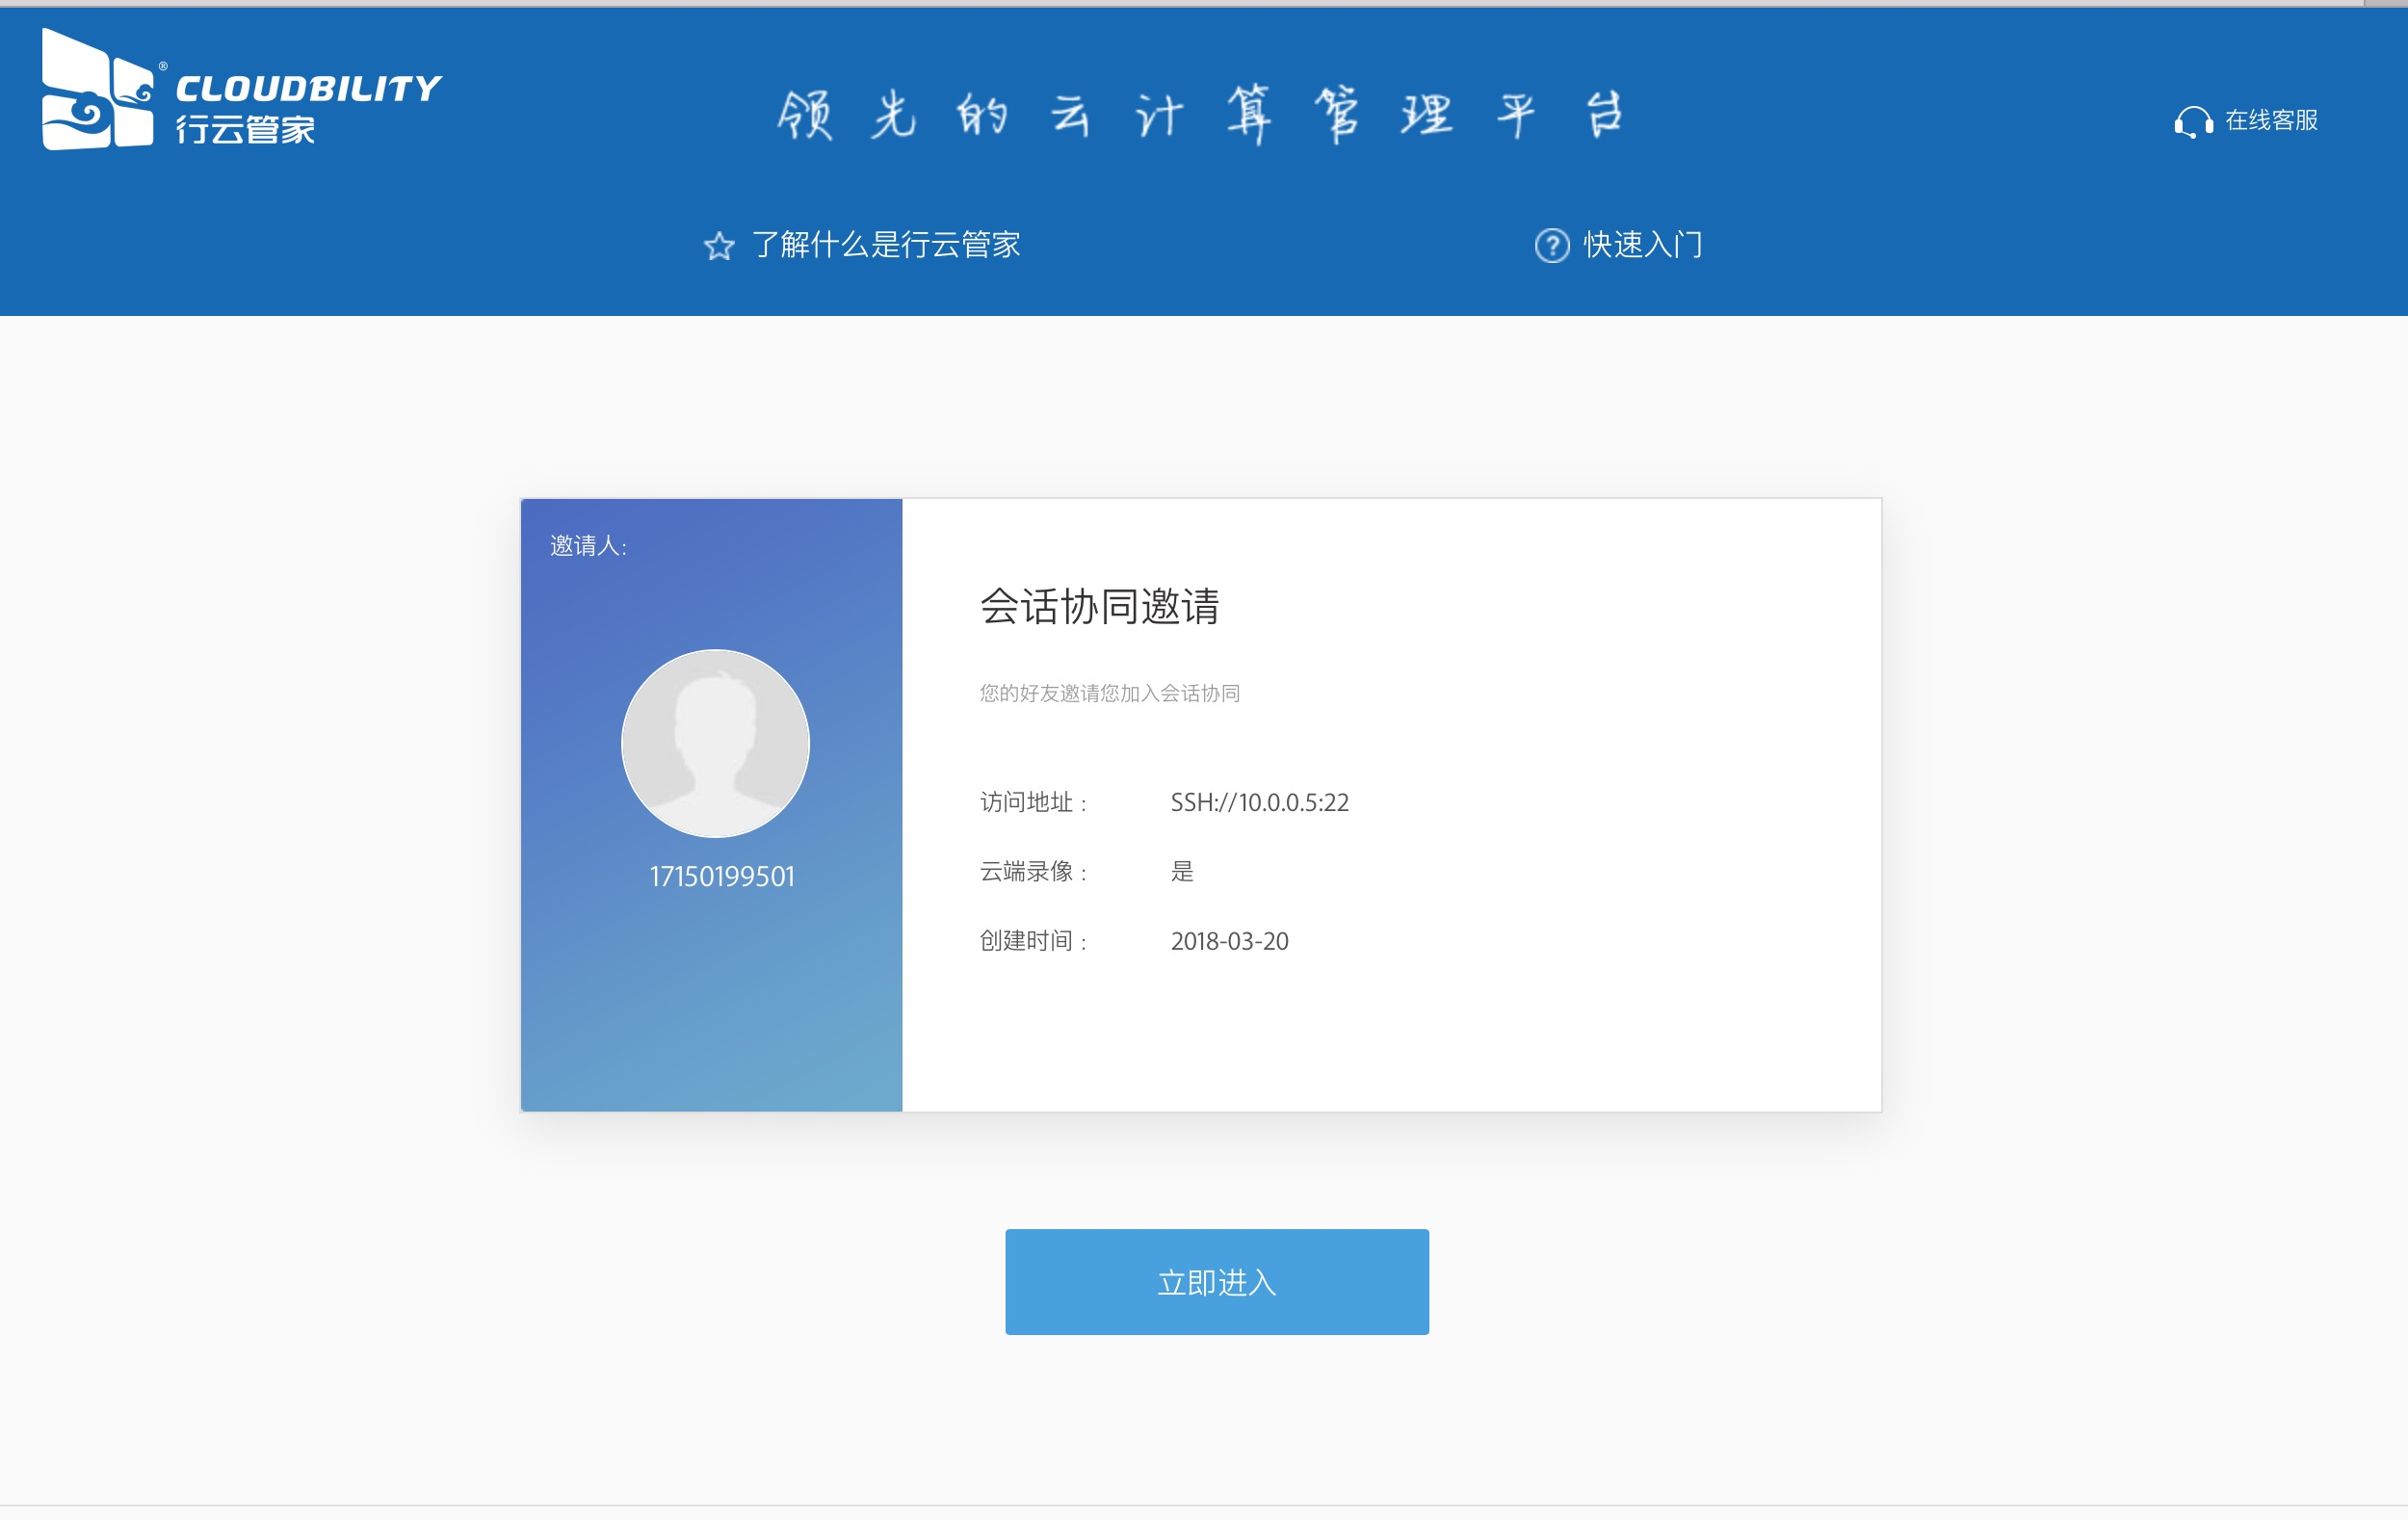 CLOUDBILITY
行云管家
领先的云计算管理平台
在线客服
了解什么是行云管家
快速入门
邀请人:
17150199501
会话协同邀请
您的好友邀请您加入会话协同
访问地址： SSH://10.0.0.5:22
云端录像： 是
创建时间： 2018-03-20
立即进入